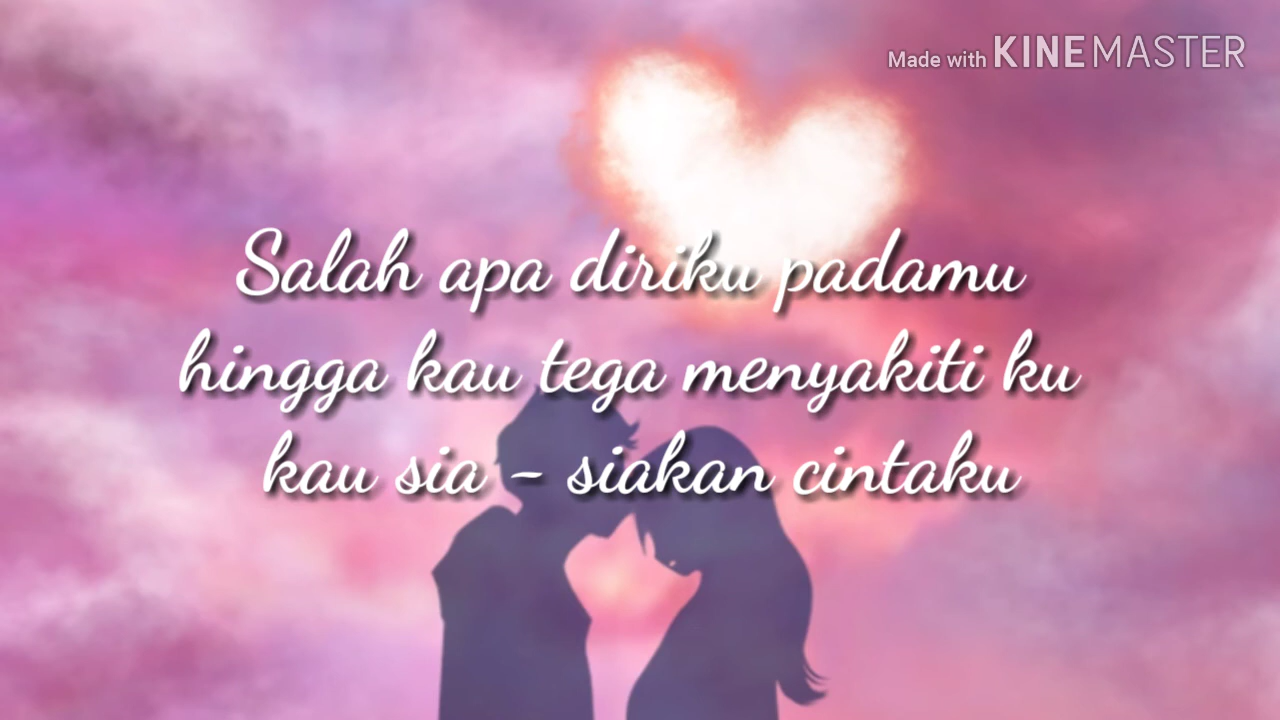 Made with KINEMASTER
Salah apa diriku padamu
hingga kau tega menyakiti ku
kau sia - siakan cintaku